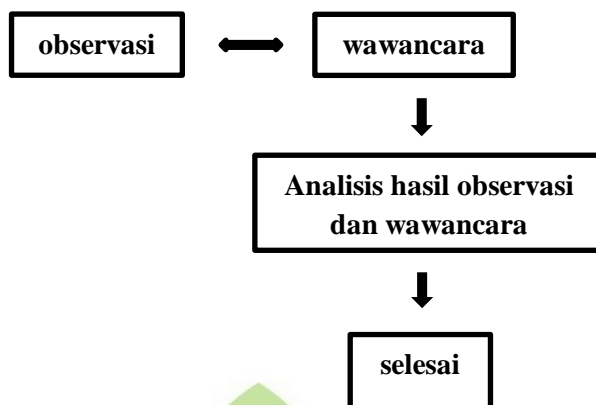 observasi
wawancara
Analisis hasil observasi
dan wawancara
selesai